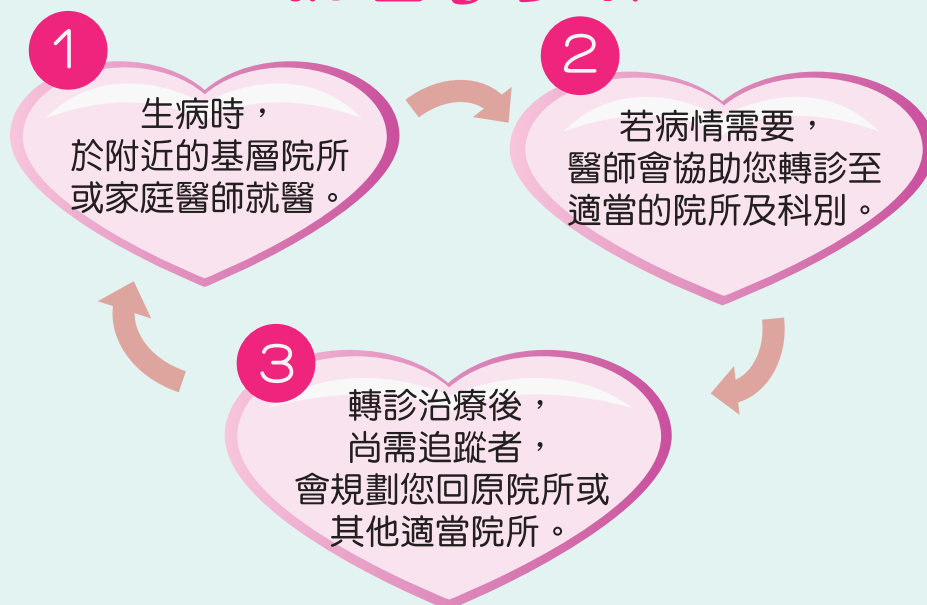 1
生病時，
於附近的基層院所
或家庭醫師就醫。
2
若病情需要，
醫師會協助您轉診至
適當的院所及科別。
3
轉診治療後，
尚需追蹤者，
會規劃您回原院所或
其他適當院所。